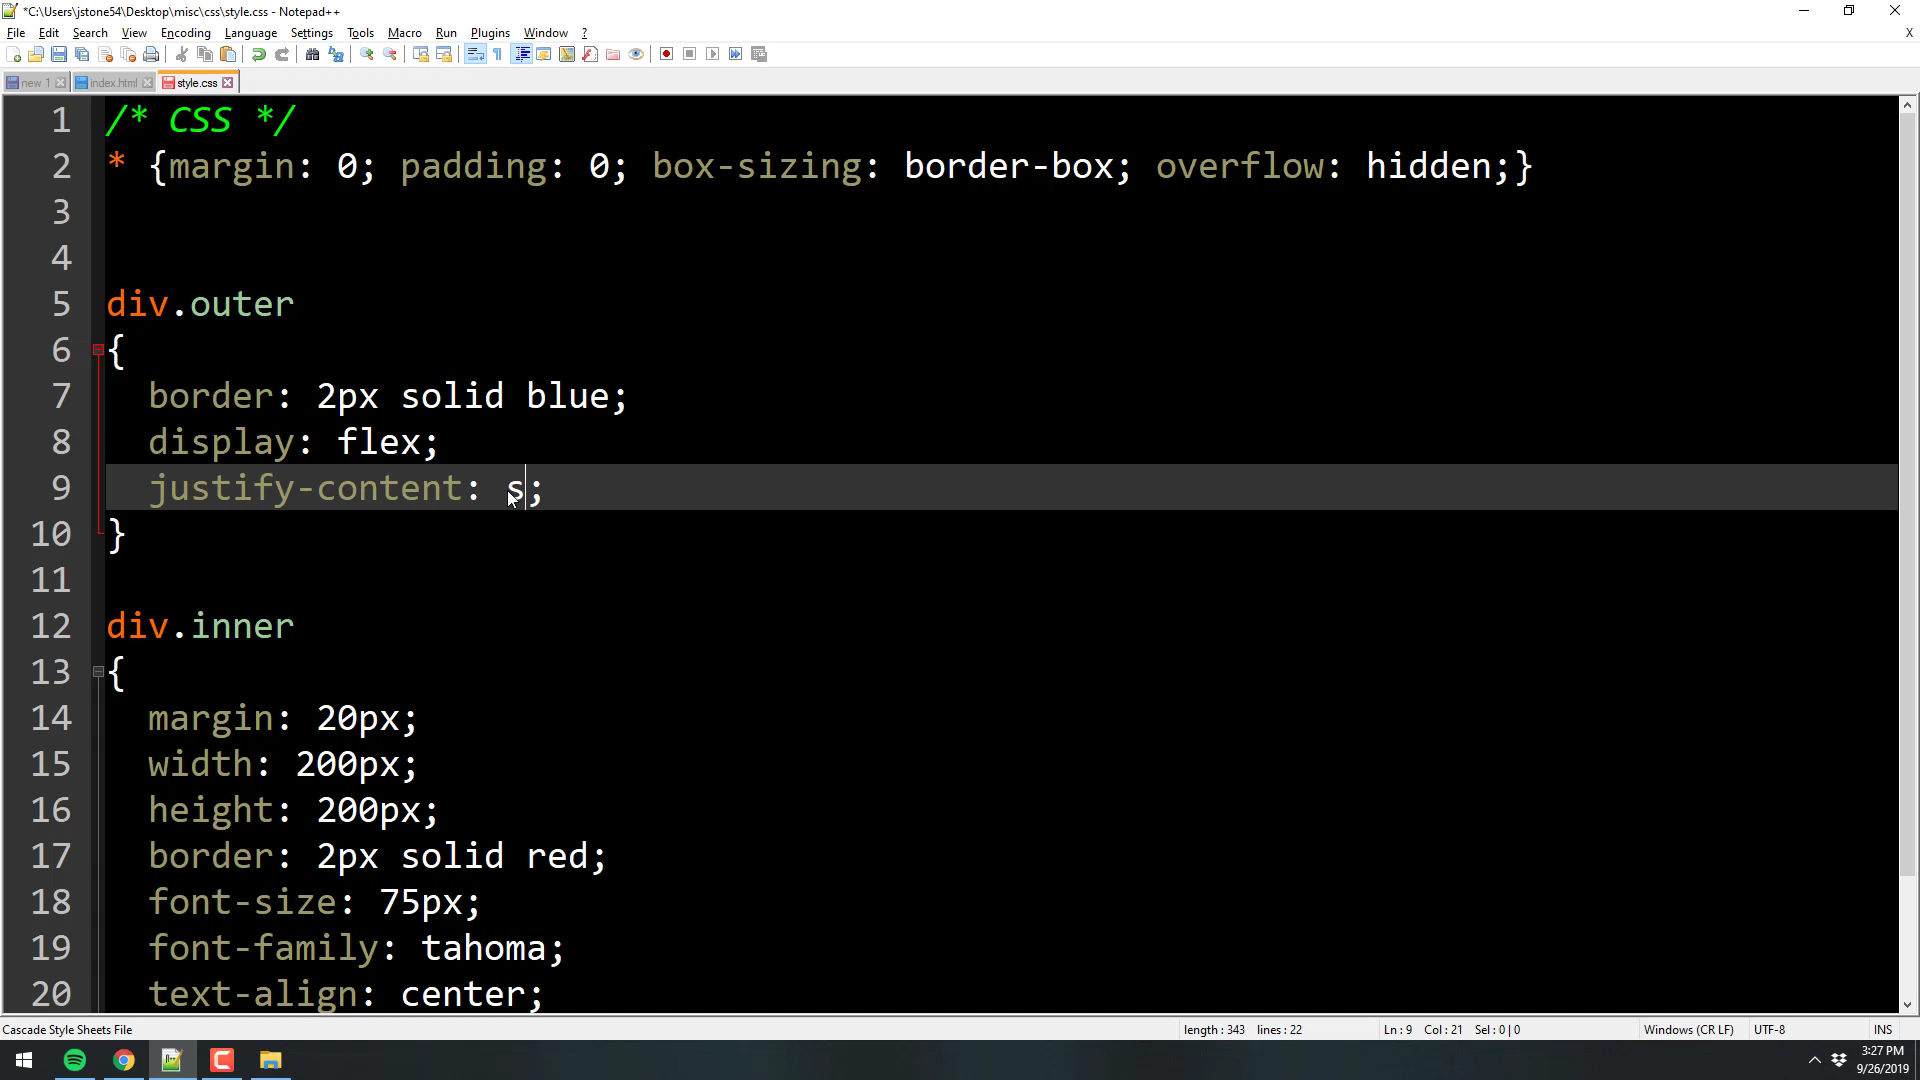 *C:\Users\jstone54\Desktop\misc\css\style.css - Notepad++
File Edit Search View Encoding Language Settings Tools Macro Run Plugins Window ? X
new 1 index.html style.css
1 /* CSS */
2 * {margin: 0; padding: 0; box-sizing: border-box; overflow: hidden;}
3
4
5 div.outer
6 {
7 border: 2px solid blue;
8 display: flex;
9 justify-content: s;
10 }
11
12 div.inner
13 {
14 margin: 20px;
15 width: 200px;
16 height: 200px;
17 border: 2px solid red;
18 font-size: 75px;
19 font-family: tahoma;
20 text-align: center;
Cascade Style Sheets File length : 343 lines : 22 Ln : 9 Col : 21 Sel : 0 | 0 Windows (CR LF) UTF-8 INS
3:27 PM
9/26/2019